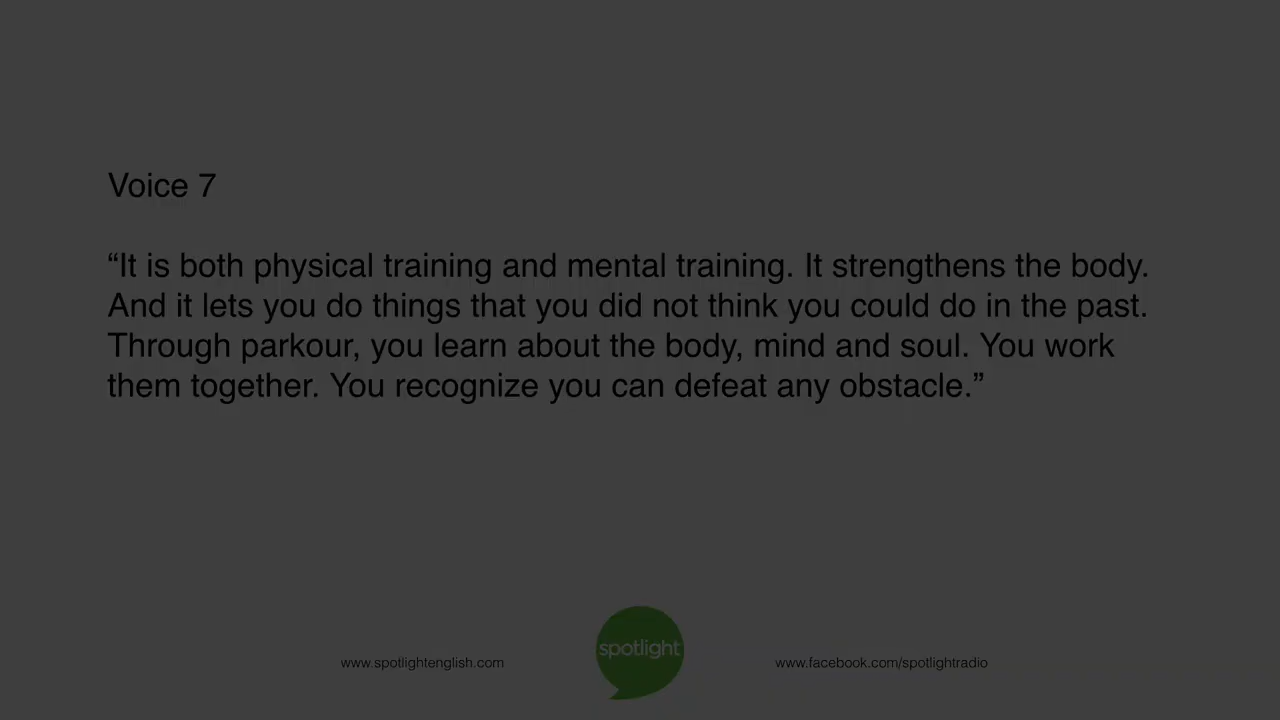 Voice 7
“It is both physical training and mental training. It strengthens the body.
And it lets you do things that you did not think you could do in the past.
Through parkour, you learn about the body, mind and soul. You work
them together. You recognize you can defeat any obstacle.”
spotlight
www.spotlightenglish.com
www.facebook.com/spotlightradio